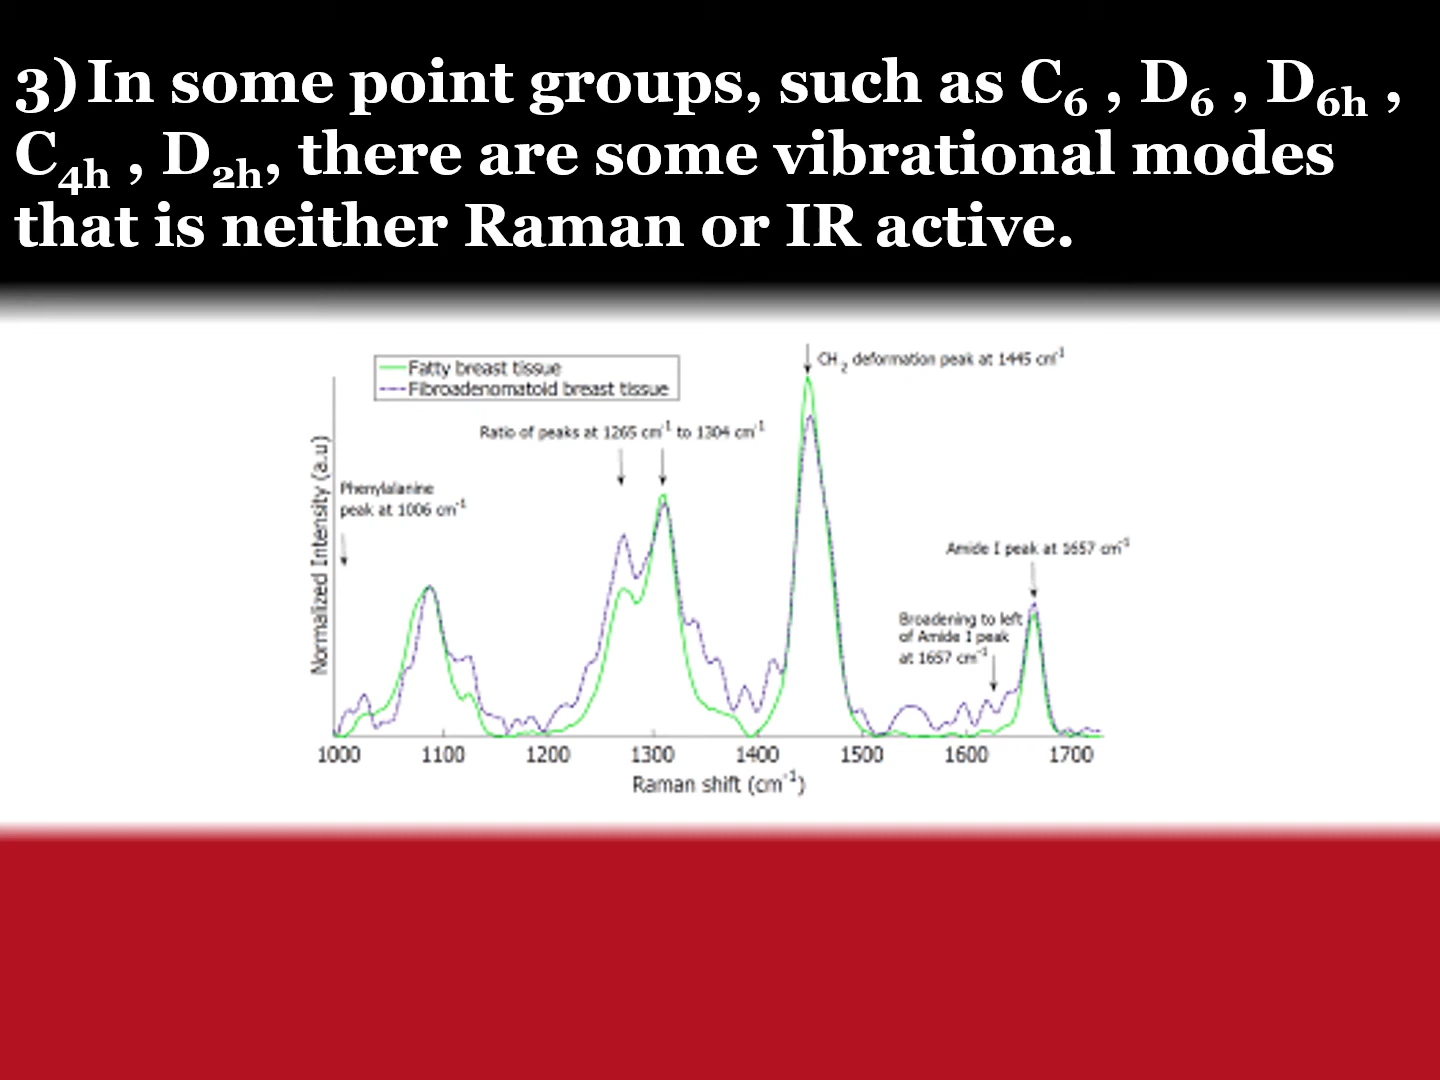 3) In some point groups, such as C6 , D6 , D6h ,
C4h , D2h, there are some vibrational modes
that is neither Raman or IR active.
CH2 deformation peak at 1445 cm-1
Fatty breast tissue
Fibroadenomatoid breast tissue
Ratio of peaks at 1265 cm-1 to 1304 cm-1
Phenylalanine
peak at 1006 cm-1
Normalized Intensity (a.u)
Amide I peak at 1657 cm-1
Broadening to left
of Amide I peak
at 1657 cm-1
1000 1100 1200 1300 1400 1500 1600 1700
Raman shift (cm-1)